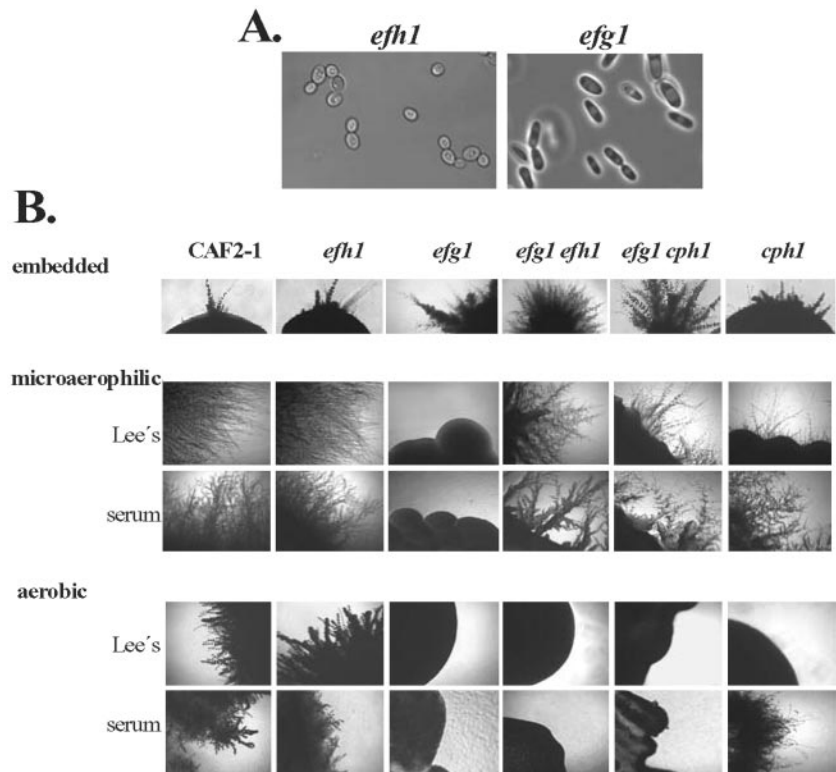 A.
efh1 efg1
B.
CAF2-1 efh1 efg1 efg1 efh1 efg1 cph1 cph1
embedded
microaerophilic
Lee´s
serum
aerobic
Lee´s
serum